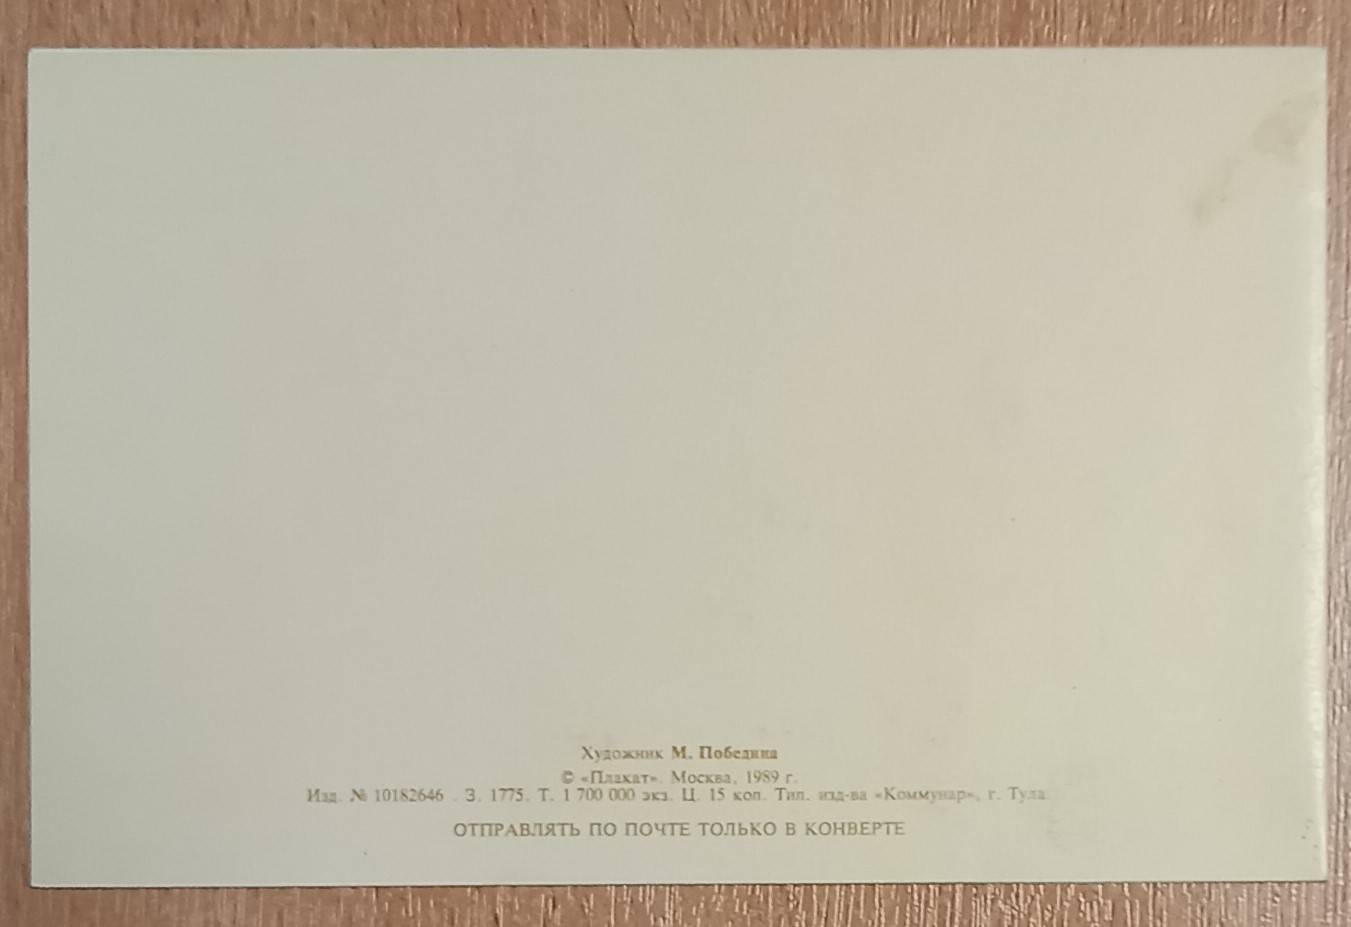 Художник М. Победина
© «Плакат». Москва, 1989 г.
Изд. № 10182646 . З. 1775. Т. 1 700 000 экз. Ц. 15 коп. Тип. изд-ва «Коммунар», г. Тула.
ОТПРАВЛЯТЬ ПО ПОЧТЕ ТОЛЬКО В КОНВЕРТЕ